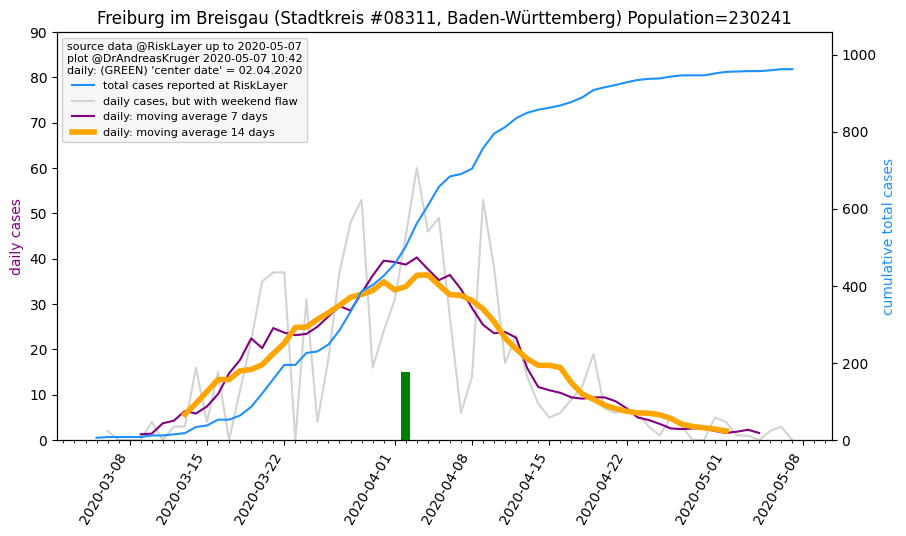 Freiburg im Breisgau (Stadtkreis #08311, Baden-Württemberg) Population=230241
source data @RiskLayer up to 2020-05-07
plot @DrAndreasKruger 2020-05-07 10:42
daily: (GREEN) 'center date' = 02.04.2020
total cases reported at RiskLayer
daily cases, but with weekend flaw
daily: moving average 7 days
daily: moving average 14 days
daily cases
90
80
70
60
50
40
30
20
10
0
cumulative total cases
1000
800
600
400
200
0
2020-03-08
2020-03-15
2020-03-22
2020-04-01
2020-04-08
2020-04-15
2020-04-22
2020-05-01
2020-05-08